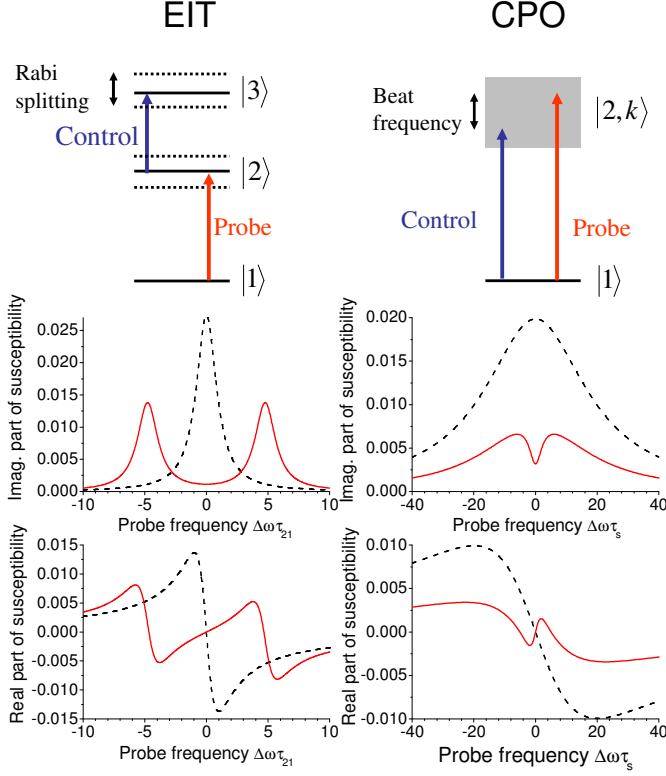 EIT
CPO
Rabi
splitting
|3⟩
Control
|2⟩
Probe
|1⟩
Beat
frequency
|2,k⟩
Control
Probe
|1⟩
Imag. part of susceptibility
0.025
0.020
0.015
0.010
0.005
0.000
-10 -5 0 5 10
Probe frequency Δωτ₂₁
Imag. part of susceptibility
0.020
0.015
0.010
0.005
0.000
-40 -20 0 20 40
Probe frequency Δωτₛ
Real part of susceptibility
0.015
0.010
0.005
0.000
-0.005
-0.010
-0.015
-10 -5 0 5 10
Probe frequency Δωτ₂₁
Real part of susceptibility
0.010
0.005
0.000
-0.005
-0.010
-40 -20 0 20 40
Probe frequency Δωτₛ